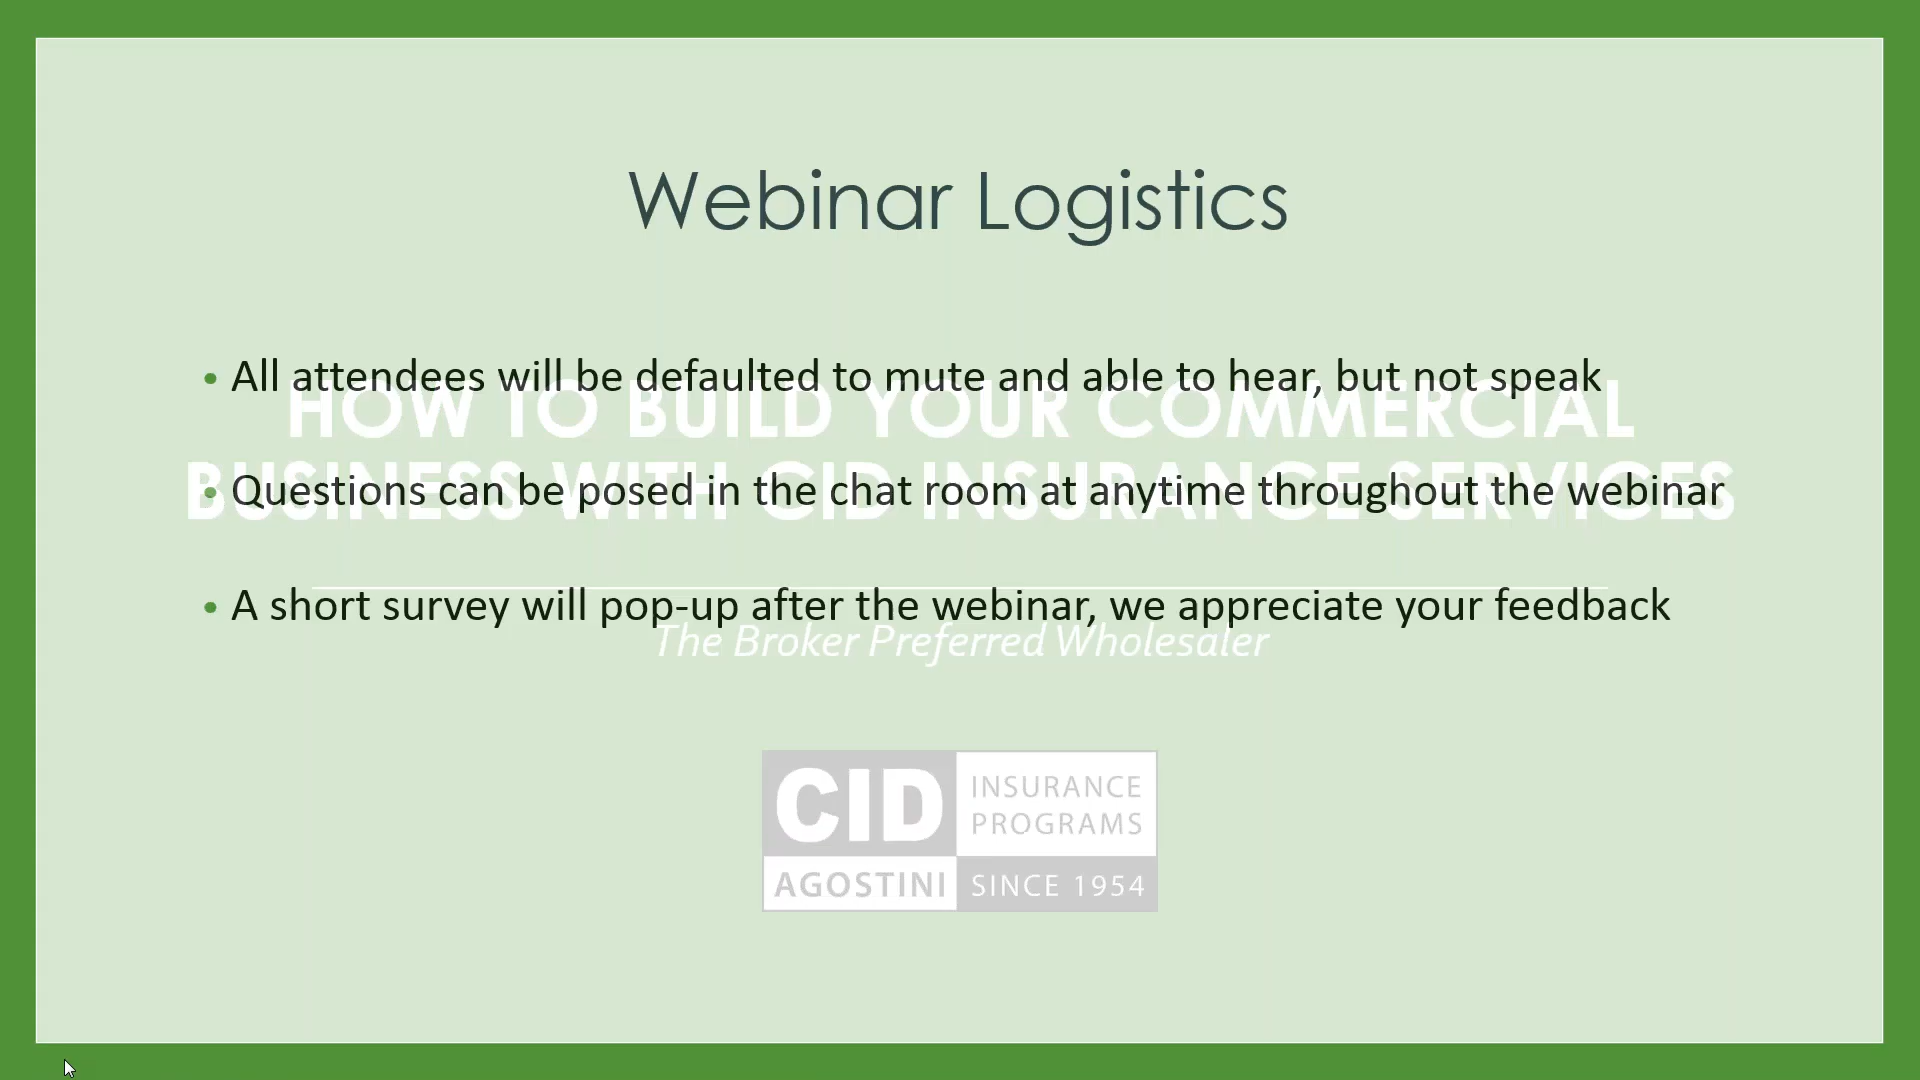 Webinar Logistics
• All attendees will be defaulted to mute and able to hear, but not speak
HOW TO BUILD YOUR COMMERCIAL
BUSINESS WITH CID INSURANCE SERVICES
• Questions can be posed in the chat room at anytime throughout the webinar
• A short survey will pop-up after the webinar, we appreciate your feedback
The Broker Preferred Wholesaler
CID
INSURANCE
PROGRAMS
AGOSTINI
SINCE 1954